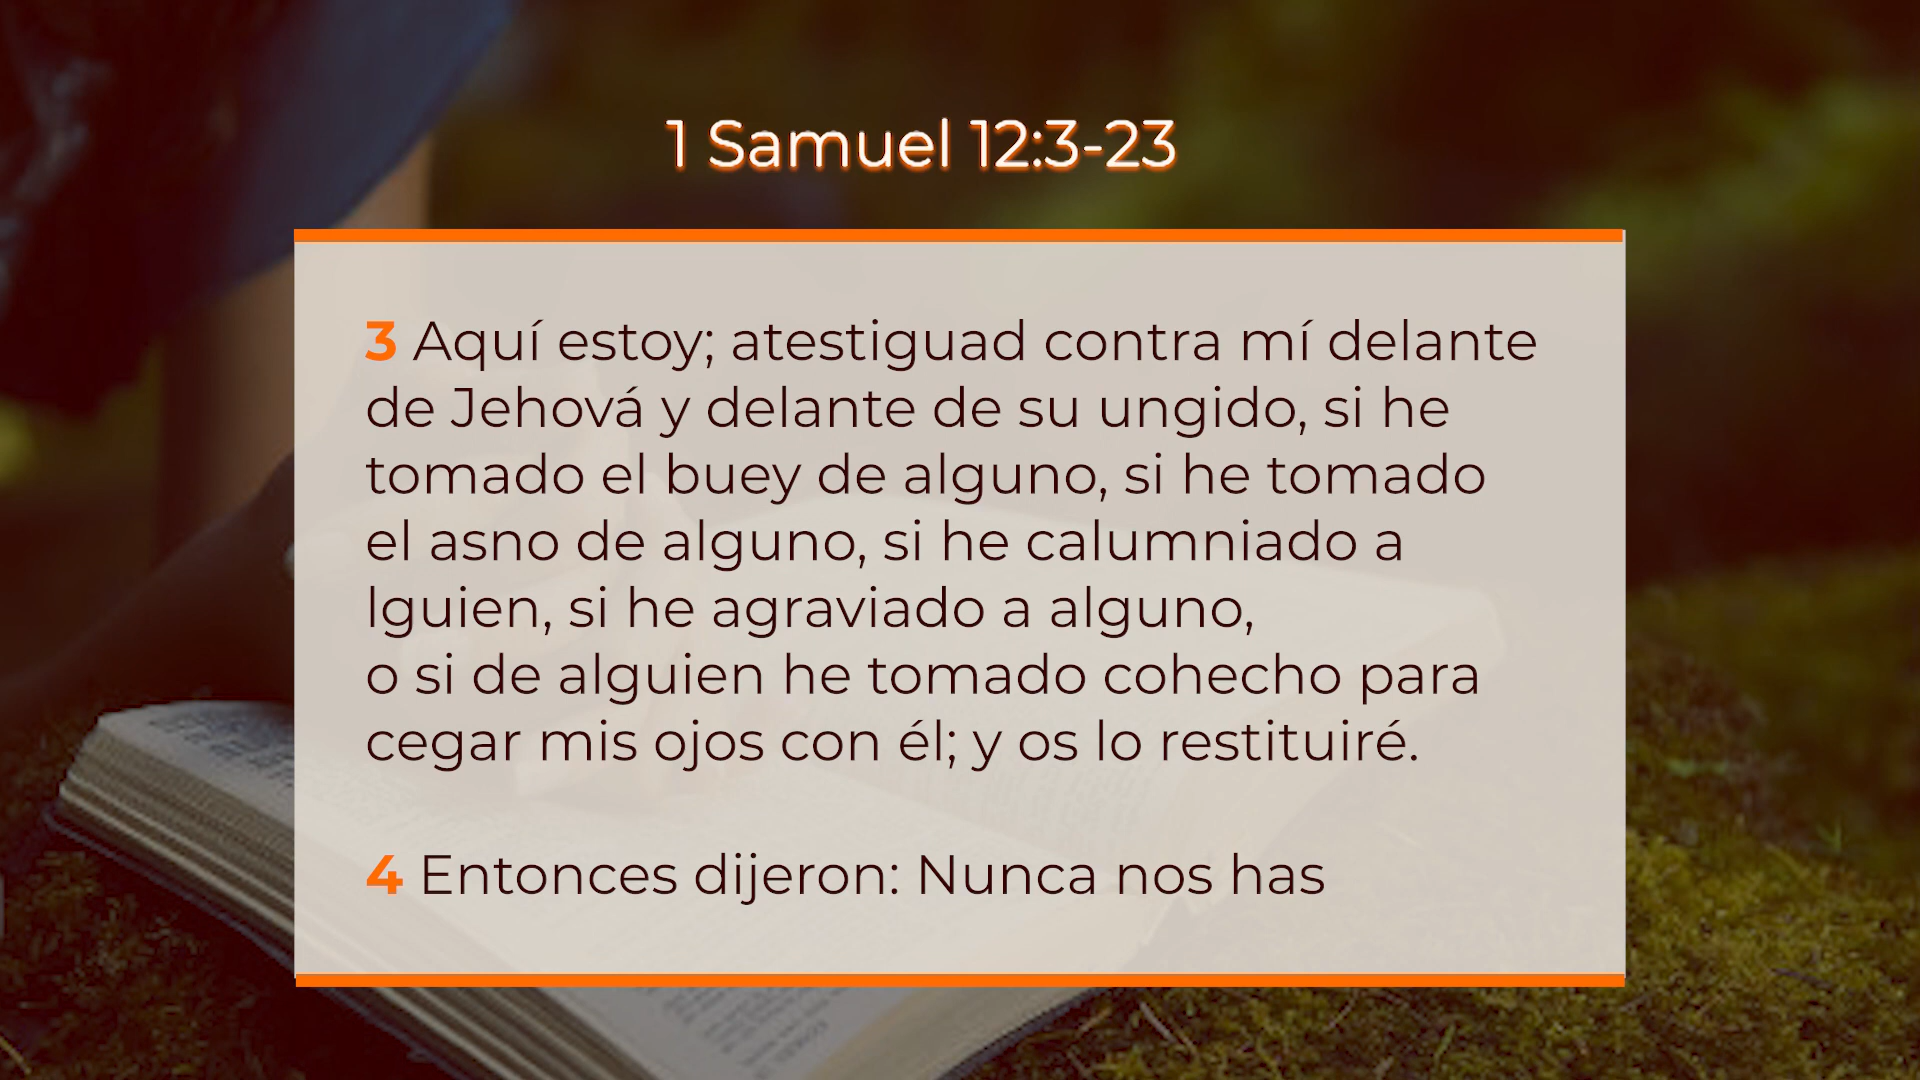 1 Samuel 12:3-23
3 Aquí estoy; atestiguad contra mí delante
de Jehová y delante de su ungido, si he
tomado el buey de alguno, si he tomado
el asno de alguno, si he calumniado a
lguien, si he agraviado a alguno,
o si de alguien he tomado cohecho para
cegar mis ojos con él; y os lo restituiré.
4 Entonces dijeron: Nunca nos has